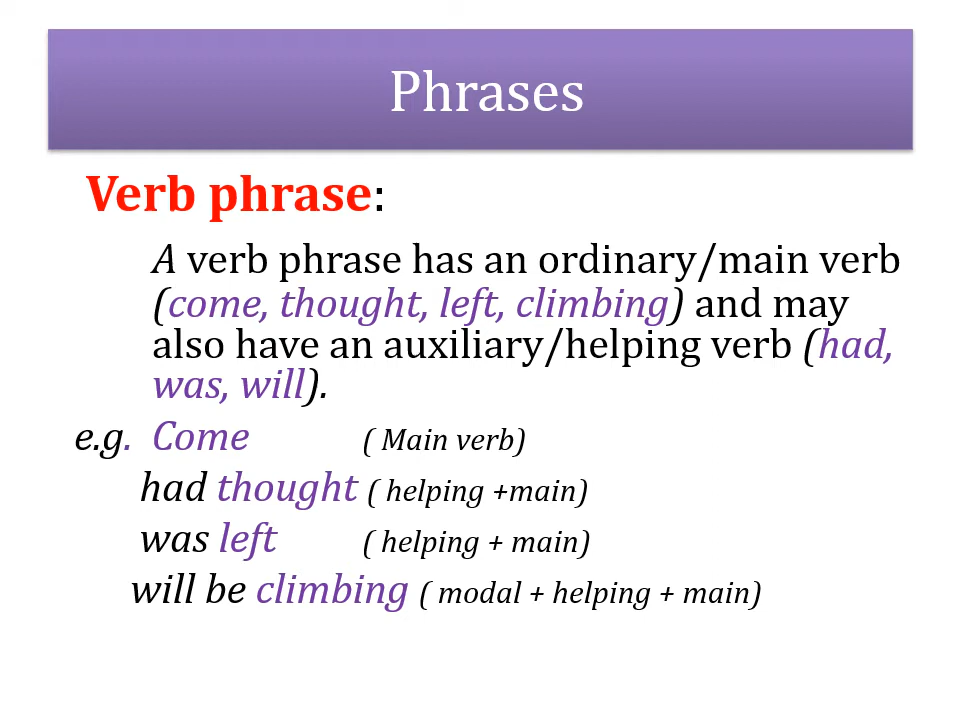 Phrases
Verb phrase:
A verb phrase has an ordinary/main verb
(come, thought, left, climbing) and may
also have an auxiliary/helping verb (had,
was, will).
e.g. Come ( Main verb)
had thought ( helping +main)
was left ( helping + main)
will be climbing ( modal + helping + main)